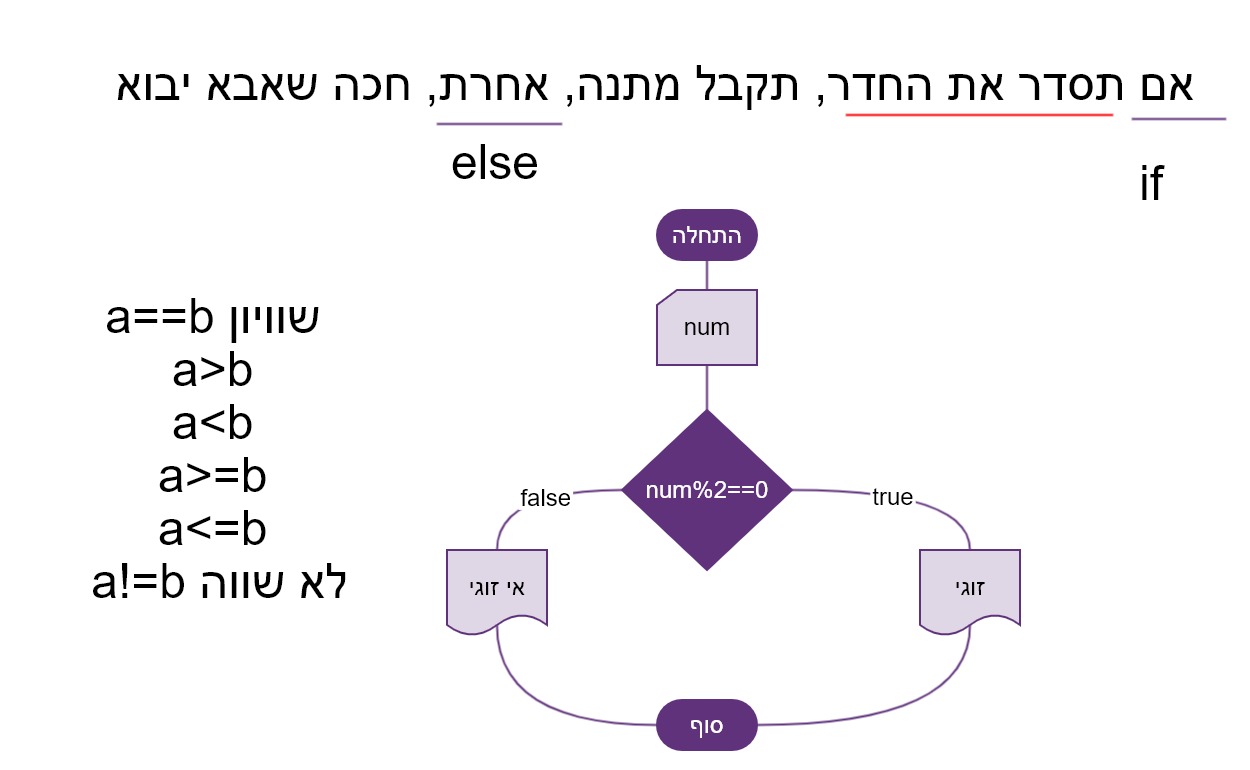 אם תסדר את החדר, תקבל מתנה, אחרת, חכה שאבא יבוא
else
if
התחלה
num
num%2==0
true
false
זוגי
אי זוגי
סוף
שוויון a==b
a>b
a<b
a>=b
a<=b
לא שווה a!=b